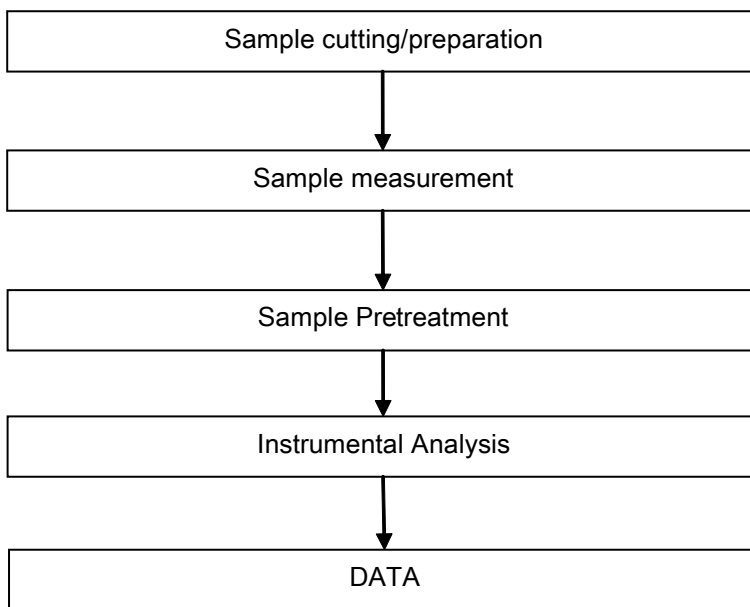 Sample cutting/preparation
Sample measurement
Sample Pretreatment
Instrumental Analysis
DATA